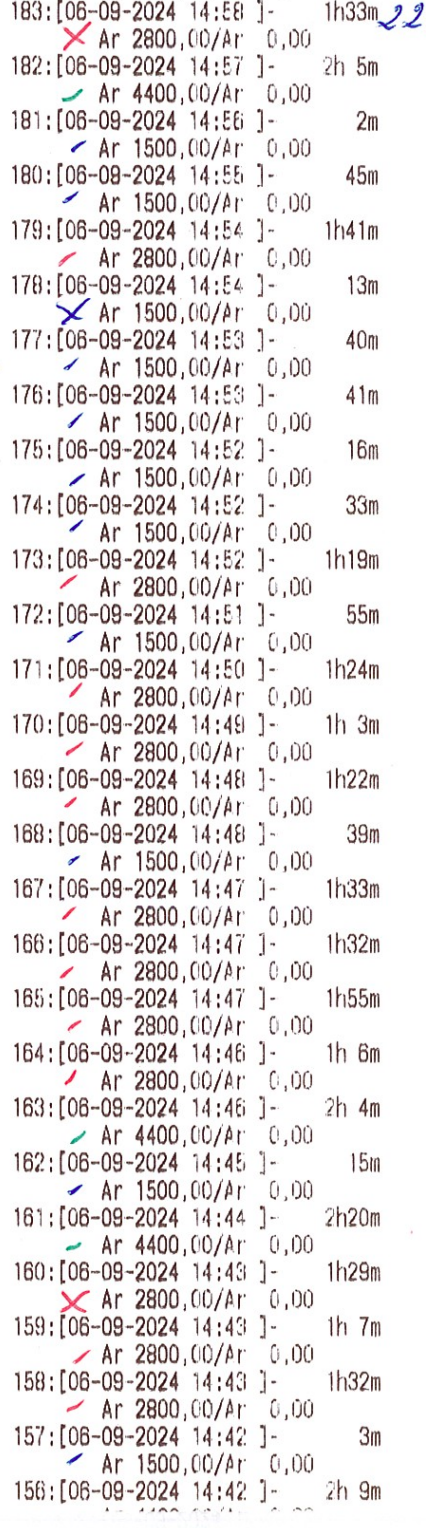 183:[06-09-2024 14:58 ]- 1h33m 22
Ar 2800,00/Ar 0,00
182:[06-09-2024 14:57 ]- 2h 5m
Ar 4400,00/Ar 0,00
181:[06-09-2024 14:56 ]- 2m
Ar 1500,00/Ar 0,00
180:[06-09-2024 14:55 ]- 45m
Ar 1500,00/Ar 0,00
179:[06-09-2024 14:54 ]- 1h41m
Ar 2800,00/Ar 0,00
178:[06-09-2024 14:54 ]- 13m
Ar 1500,00/Ar 0,00
177:[06-09-2024 14:53 ]- 40m
Ar 1500,00/Ar 0,00
176:[06-09-2024 14:53 ]- 41m
Ar 1500,00/Ar 0,00
175:[06-09-2024 14:52 ]- 16m
Ar 1500,00/Ar 0,00
174:[06-09-2024 14:52 ]- 33m
Ar 1500,00/Ar 0,00
173:[06-09-2024 14:52 ]- 1h19m
Ar 2800,00/Ar 0,00
172:[06-09-2024 14:51 ]- 55m
Ar 1500,00/Ar 0,00
171:[06-09-2024 14:50 ]- 1h24m
Ar 2800,00/Ar 0,00
170:[06-09-2024 14:49 ]- 1h 3m
Ar 2800,00/Ar 0,00
169:[06-09-2024 14:48 ]- 1h22m
Ar 2800,00/Ar 0,00
168:[06-09-2024 14:48 ]- 39m
Ar 1500,00/Ar 0,00
167:[06-09-2024 14:47 ]- 1h33m
Ar 2800,00/Ar 0,00
166:[06-09-2024 14:47 ]- 1h32m
Ar 2800,00/Ar 0,00
165:[06-09-2024 14:47 ]- 1h55m
Ar 2800,00/Ar 0,00
164:[06-09-2024 14:46 ]- 1h 6m
Ar 2800,00/Ar 0,00
163:[06-09-2024 14:46 ]- 2h 4m
Ar 4400,00/Ar 0,00
162:[06-09-2024 14:45 ]- 15m
Ar 1500,00/Ar 0,00
161:[06-09-2024 14:44 ]- 2h20m
Ar 4400,00/Ar 0,00
160:[06-09-2024 14:43 ]- 1h29m
Ar 2800,00/Ar 0,00
159:[06-09-2024 14:43 ]- 1h 7m
Ar 2800,00/Ar 0,00
158:[06-09-2024 14:43 ]- 1h32m
Ar 2800,00/Ar 0,00
157:[06-09-2024 14:42 ]- 3m
Ar 1500,00/Ar 0,00
156:[06-09-2024 14:42 ]- 2h 9m